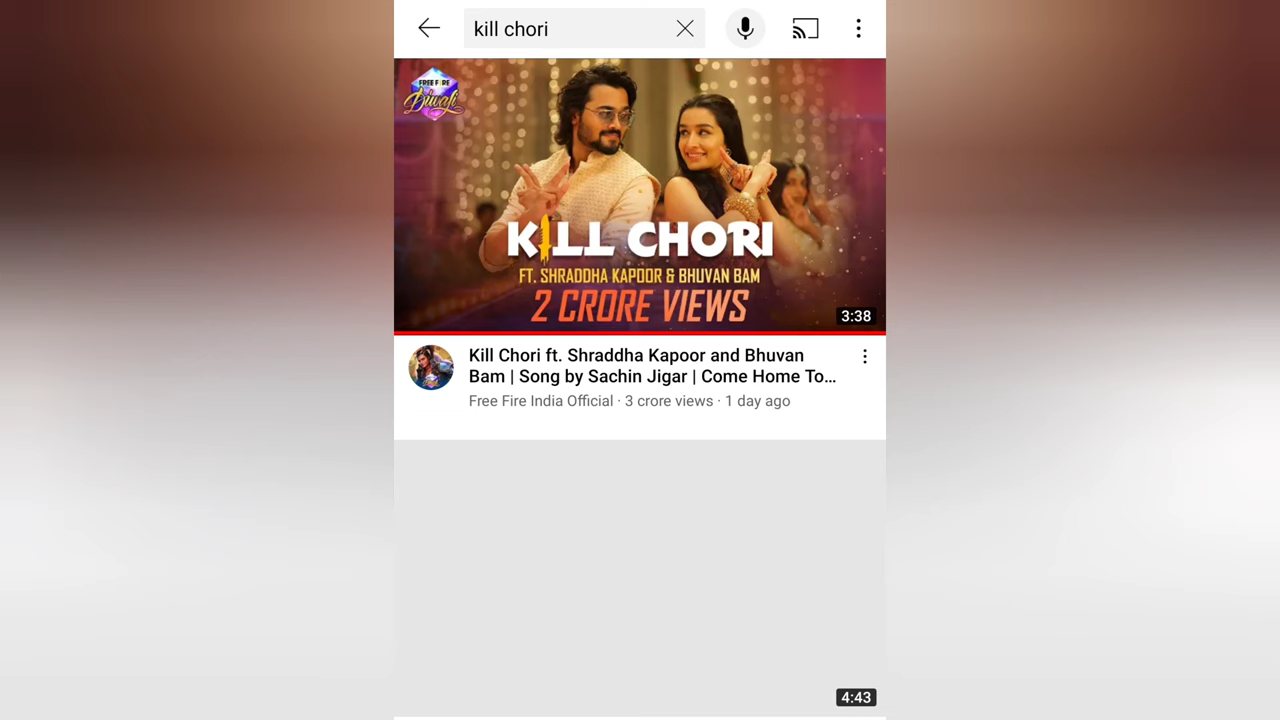 kill chori
FREE FIRE
Diwali
KILL CHORI
FT. SHRADDHA KAPOOR & BHUVAN BAM
2 CRORE VIEWS
3:38
Kill Chori ft. Shraddha Kapoor and Bhuvan
Bam | Song by Sachin Jigar | Come Home To...
Free Fire India Official · 3 crore views · 1 day ago
4:43